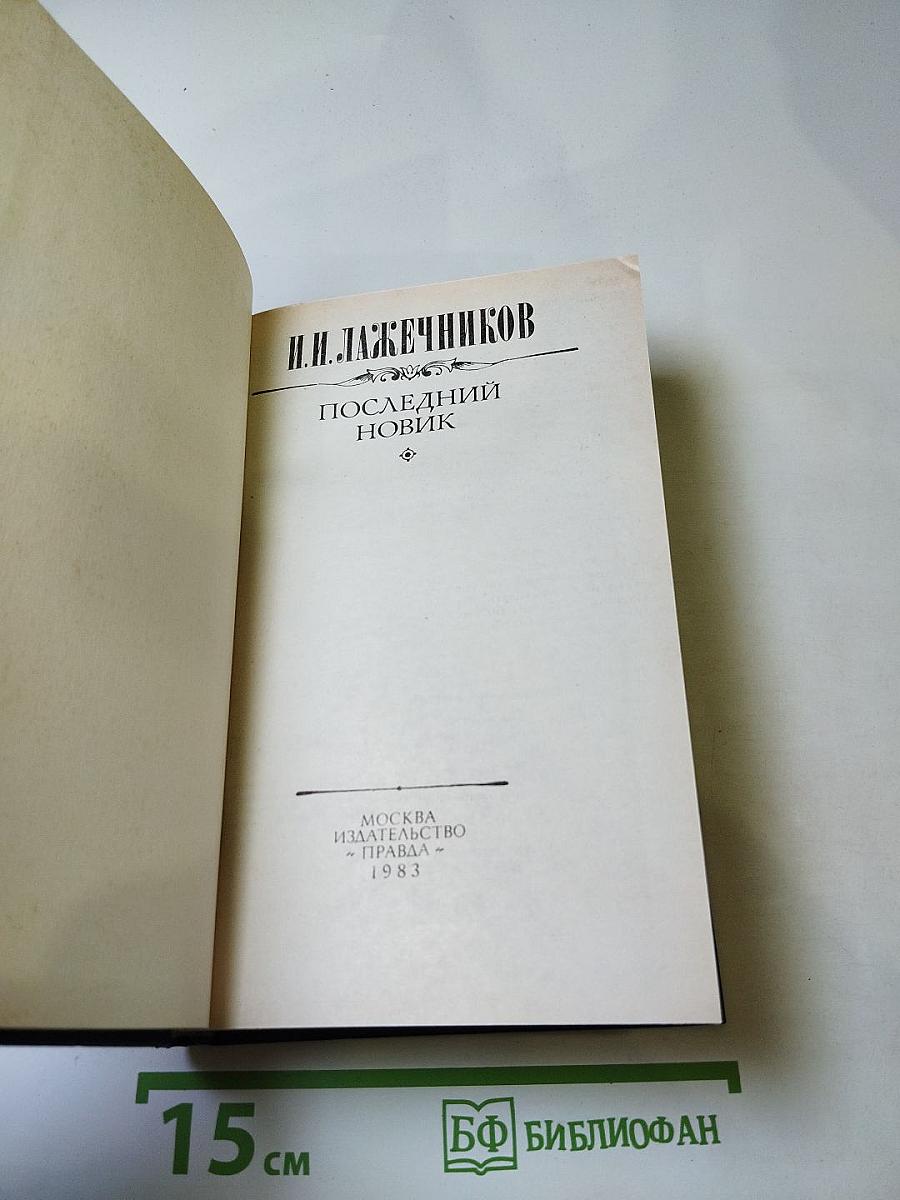 И.И.ЛАЖЕЧНИКОВ
ПОСЛЕДНИЙ
НОВИК
МОСКВА
ИЗДАТЕЛЬСТВО
~ ПРАВДА ~
1983
15 см
БФ БИБЛИОФАН